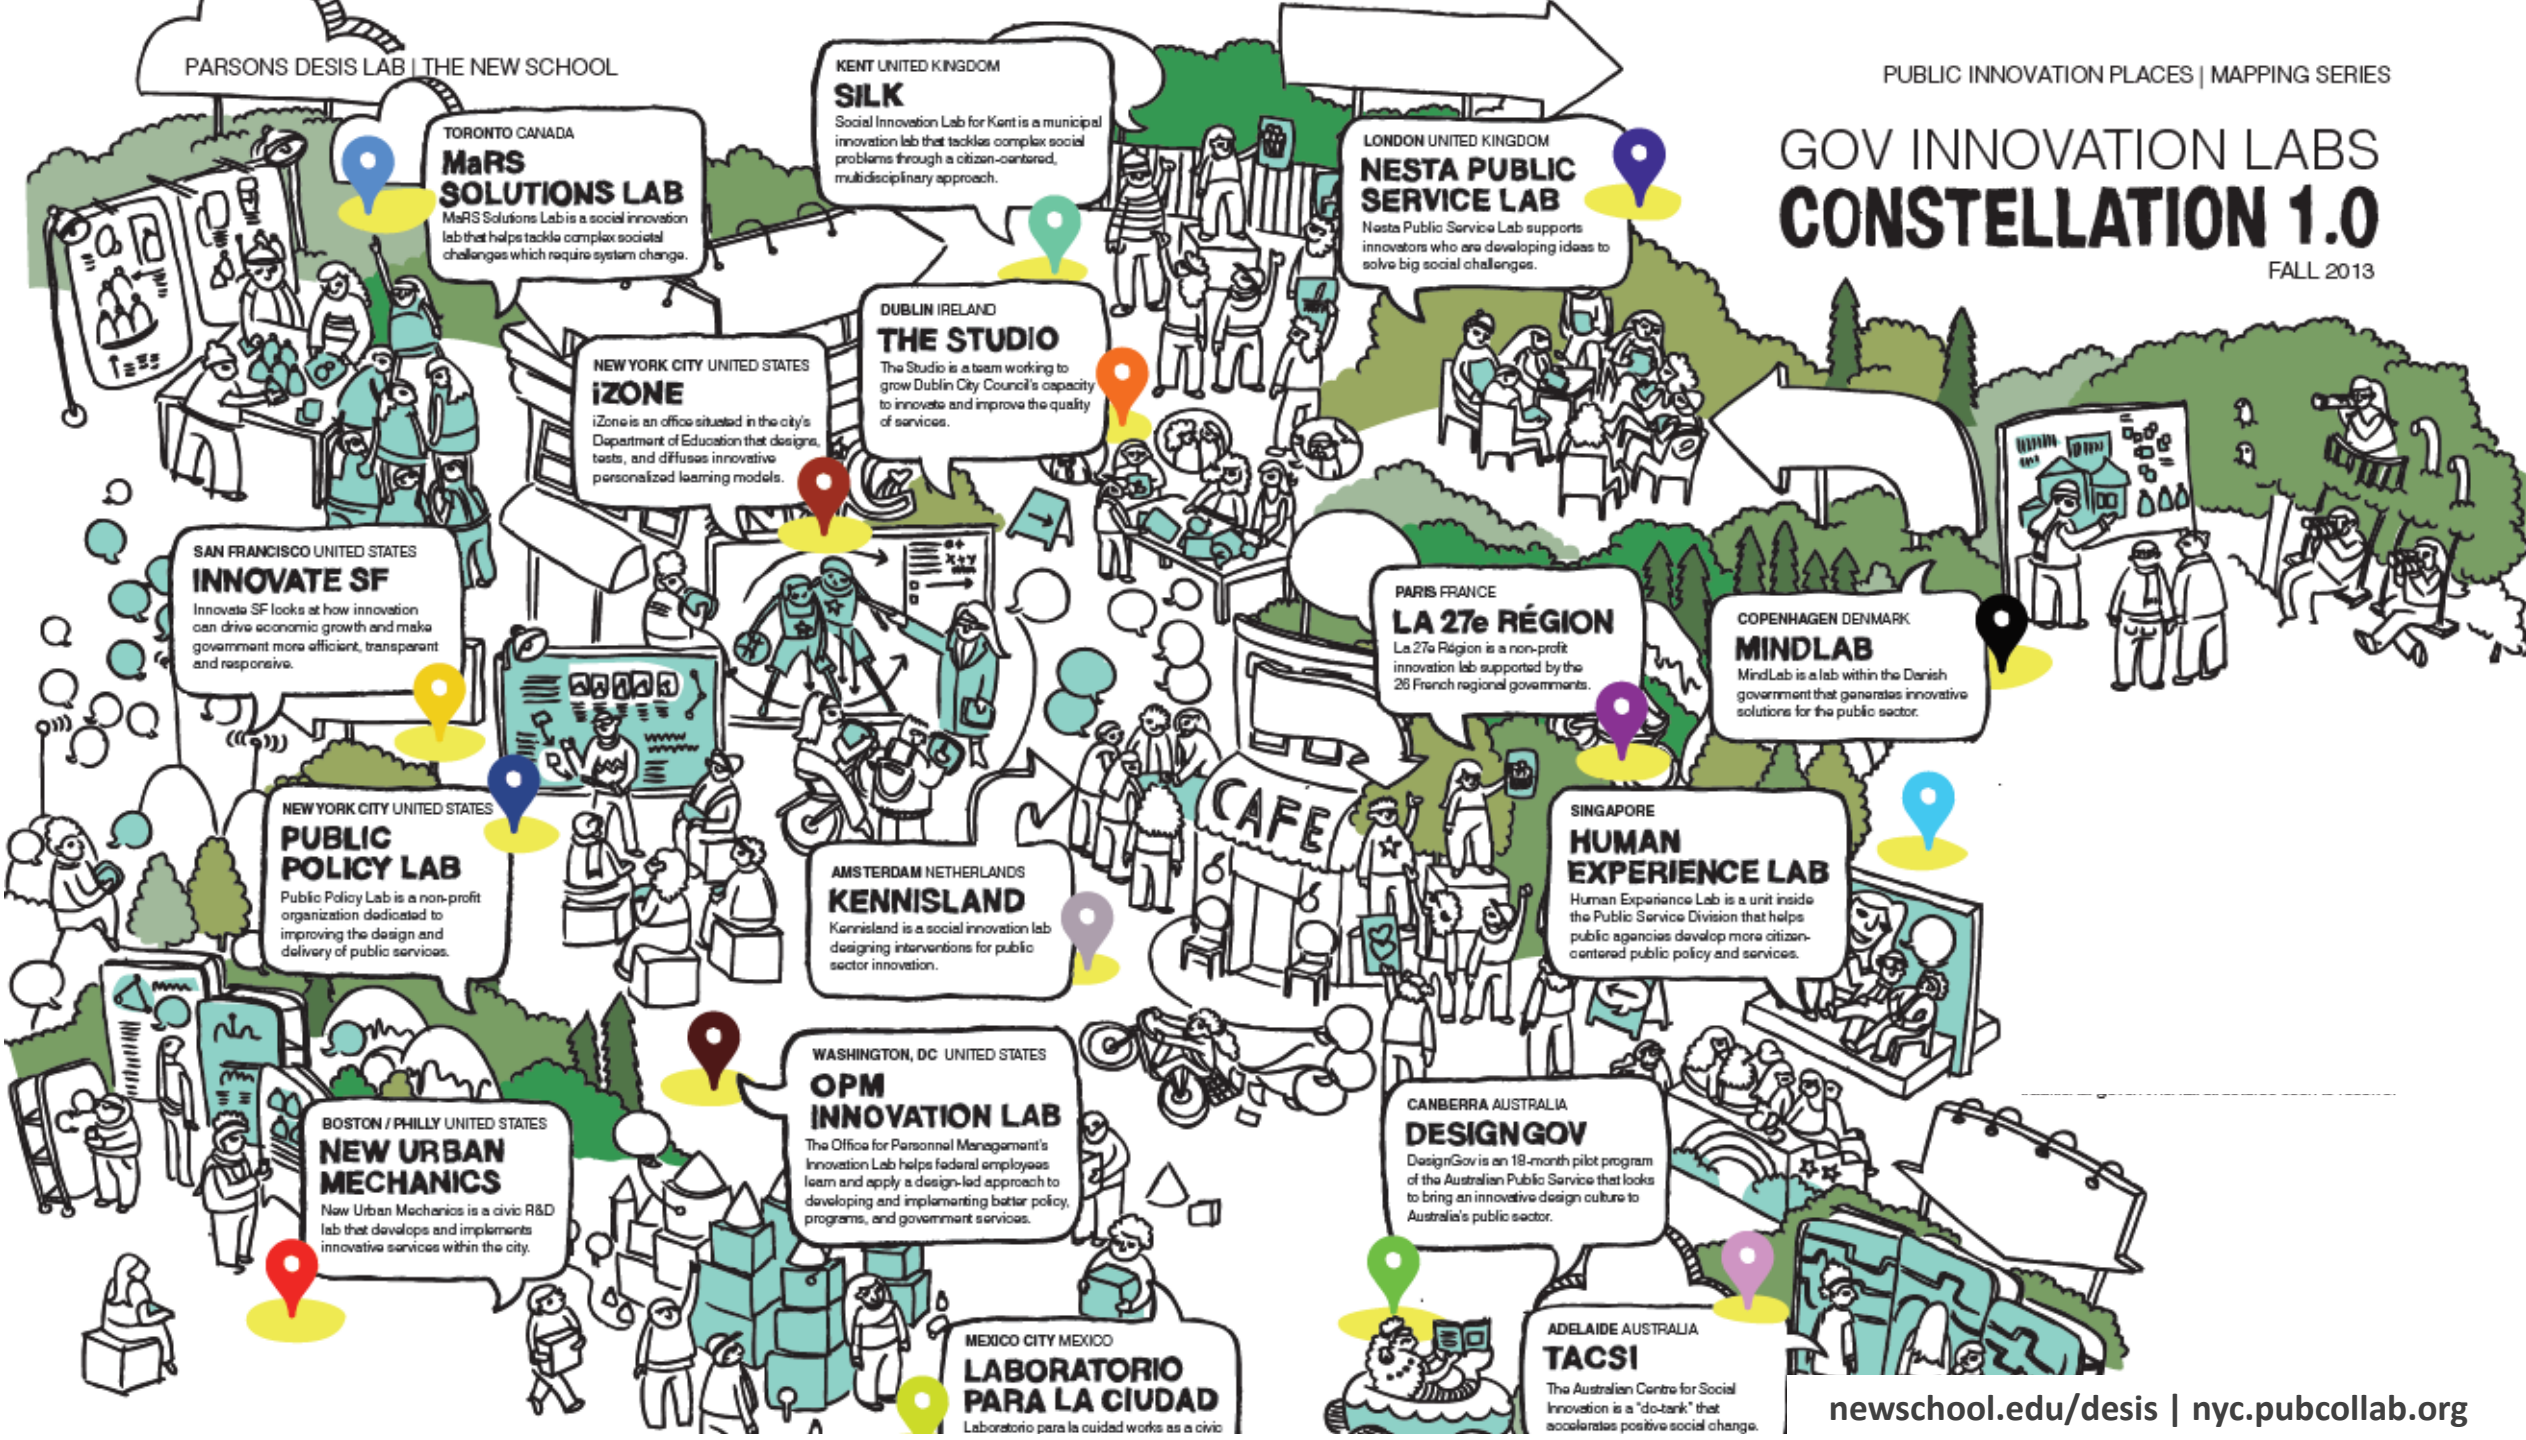 PARSONS DESIS LAB | THE NEW SCHOOL
PUBLIC INNOVATION PLACES | MAPPING SERIES
GOV INNOVATION LABS
CONSTELLATION 1.0
FALL 2013
TORONTO CANADA
MaRS
SOLUTIONS LAB
MaRS Solutions Lab is a social innovation
lab that helps tackle complex societal
challenges which require system change.
KENT UNITED KINGDOM
SILK
Social Innovation Lab for Kent is a municipal
innovation lab that tackles complex social
problems through a citizen-centered,
multidisciplinary approach.
LONDON UNITED KINGDOM
NESTA PUBLIC
SERVICE LAB
Nesta Public Service Lab supports
innovators who are developing ideas to
solve big social challenges.
DUBLIN IRELAND
THE STUDIO
The Studio is a team working to
grow Dublin City Council's capacity
to innovate and improve the quality
of services.
NEW YORK CITY UNITED STATES
iZONE
iZone is an office situated in the city's
Department of Education that designs,
tests, and diffuses innovative
personalized learning models.
SAN FRANCISCO UNITED STATES
INNOVATE SF
Innovate SF looks at how innovation
can drive economic growth and make
government more efficient, transparent
and responsive.
PARIS FRANCE
LA 27e RÉGION
La 27e Région is a non-profit
innovation lab supported by the
26 French regional governments.
COPENHAGEN DENMARK
MINDLAB
MindLab is a lab within the Danish
government that generates innovative
solutions for the public sector.
NEW YORK CITY UNITED STATES
PUBLIC
POLICY LAB
Public Policy Lab is a non-profit
organization dedicated to
improving the design and
delivery of public services.
CAFE
AMSTERDAM NETHERLANDS
KENNISLAND
Kennisland is a social innovation lab
designing interventions for public
sector innovation.
SINGAPORE
HUMAN
EXPERIENCE LAB
Human Experience Lab is a unit inside
the Public Service Division that helps
public agencies develop more citizen-
centered public policy and services.
WASHINGTON, DC UNITED STATES
OPM
INNOVATION LAB
The Office for Personnel Management's
Innovation Lab helps federal employees
learn and apply a design-led approach to
developing and implementing better policy,
programs, and government services.
BOSTON / PHILLY UNITED STATES
NEW URBAN
MECHANICS
New Urban Mechanics is a civic R&D
lab that develops and implements
innovative services within the city.
CANBERRA AUSTRALIA
DESIGNGOV
DesignGov is an 18-month pilot program
of the Australian Public Service that looks
to bring an innovative design culture to
Australia's public sector.
MEXICO CITY MEXICO
LABORATORIO
PARA LA CIUDAD
Laboratorio para la cuidad works as a civic
ADELAIDE AUSTRALIA
TACSI
The Australian Centre for Social
Innovation is a "do-tank" that
accelerates positive social change.
newschool.edu/desis | nyc.pubcollab.org